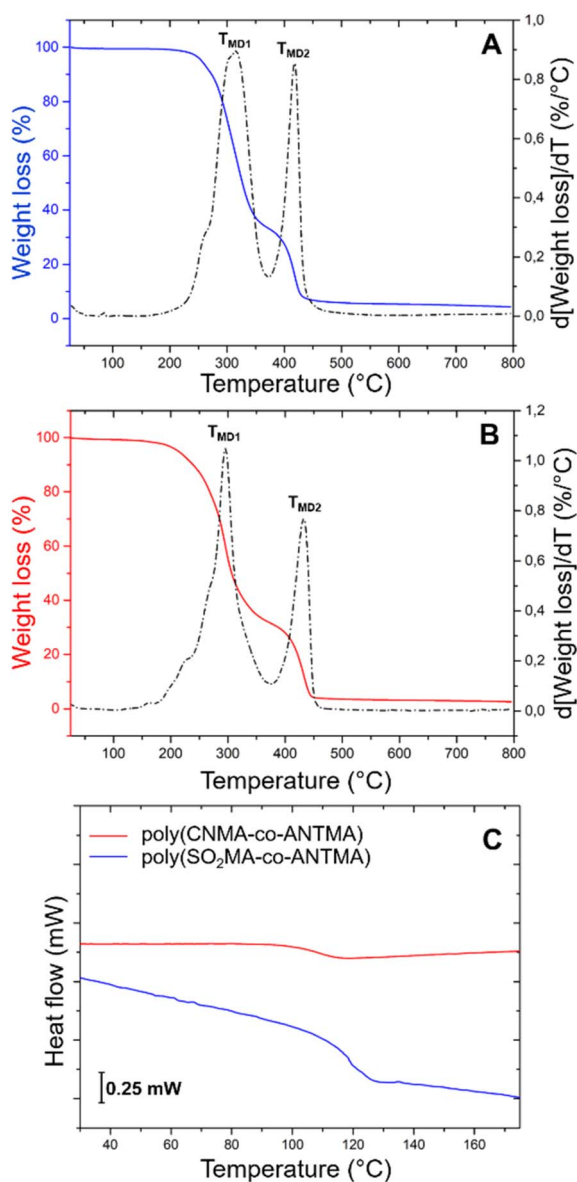 A
T_MD1
T_MD2
100
80
60
40
20
0
Weight loss (%)
1,0
0,8
0,6
0,4
0,2
0,0
d[Weight loss]/dT (%/°C)
100 200 300 400 500 600 700 800
Temperature (°C)
B
T_MD1
T_MD2
100
80
60
40
20
0
Weight loss (%)
1,2
1,0
0,8
0,6
0,4
0,2
0,0
d[Weight loss]/dT (%/°C)
100 200 300 400 500 600 700 800
Temperature (°C)
C
poly(CNMA-co-ANTMA)
poly(SO₂MA-co-ANTMA)
Heat flow (mW)
0.25 mW
40 60 80 100 120 140 160
Temperature (°C)